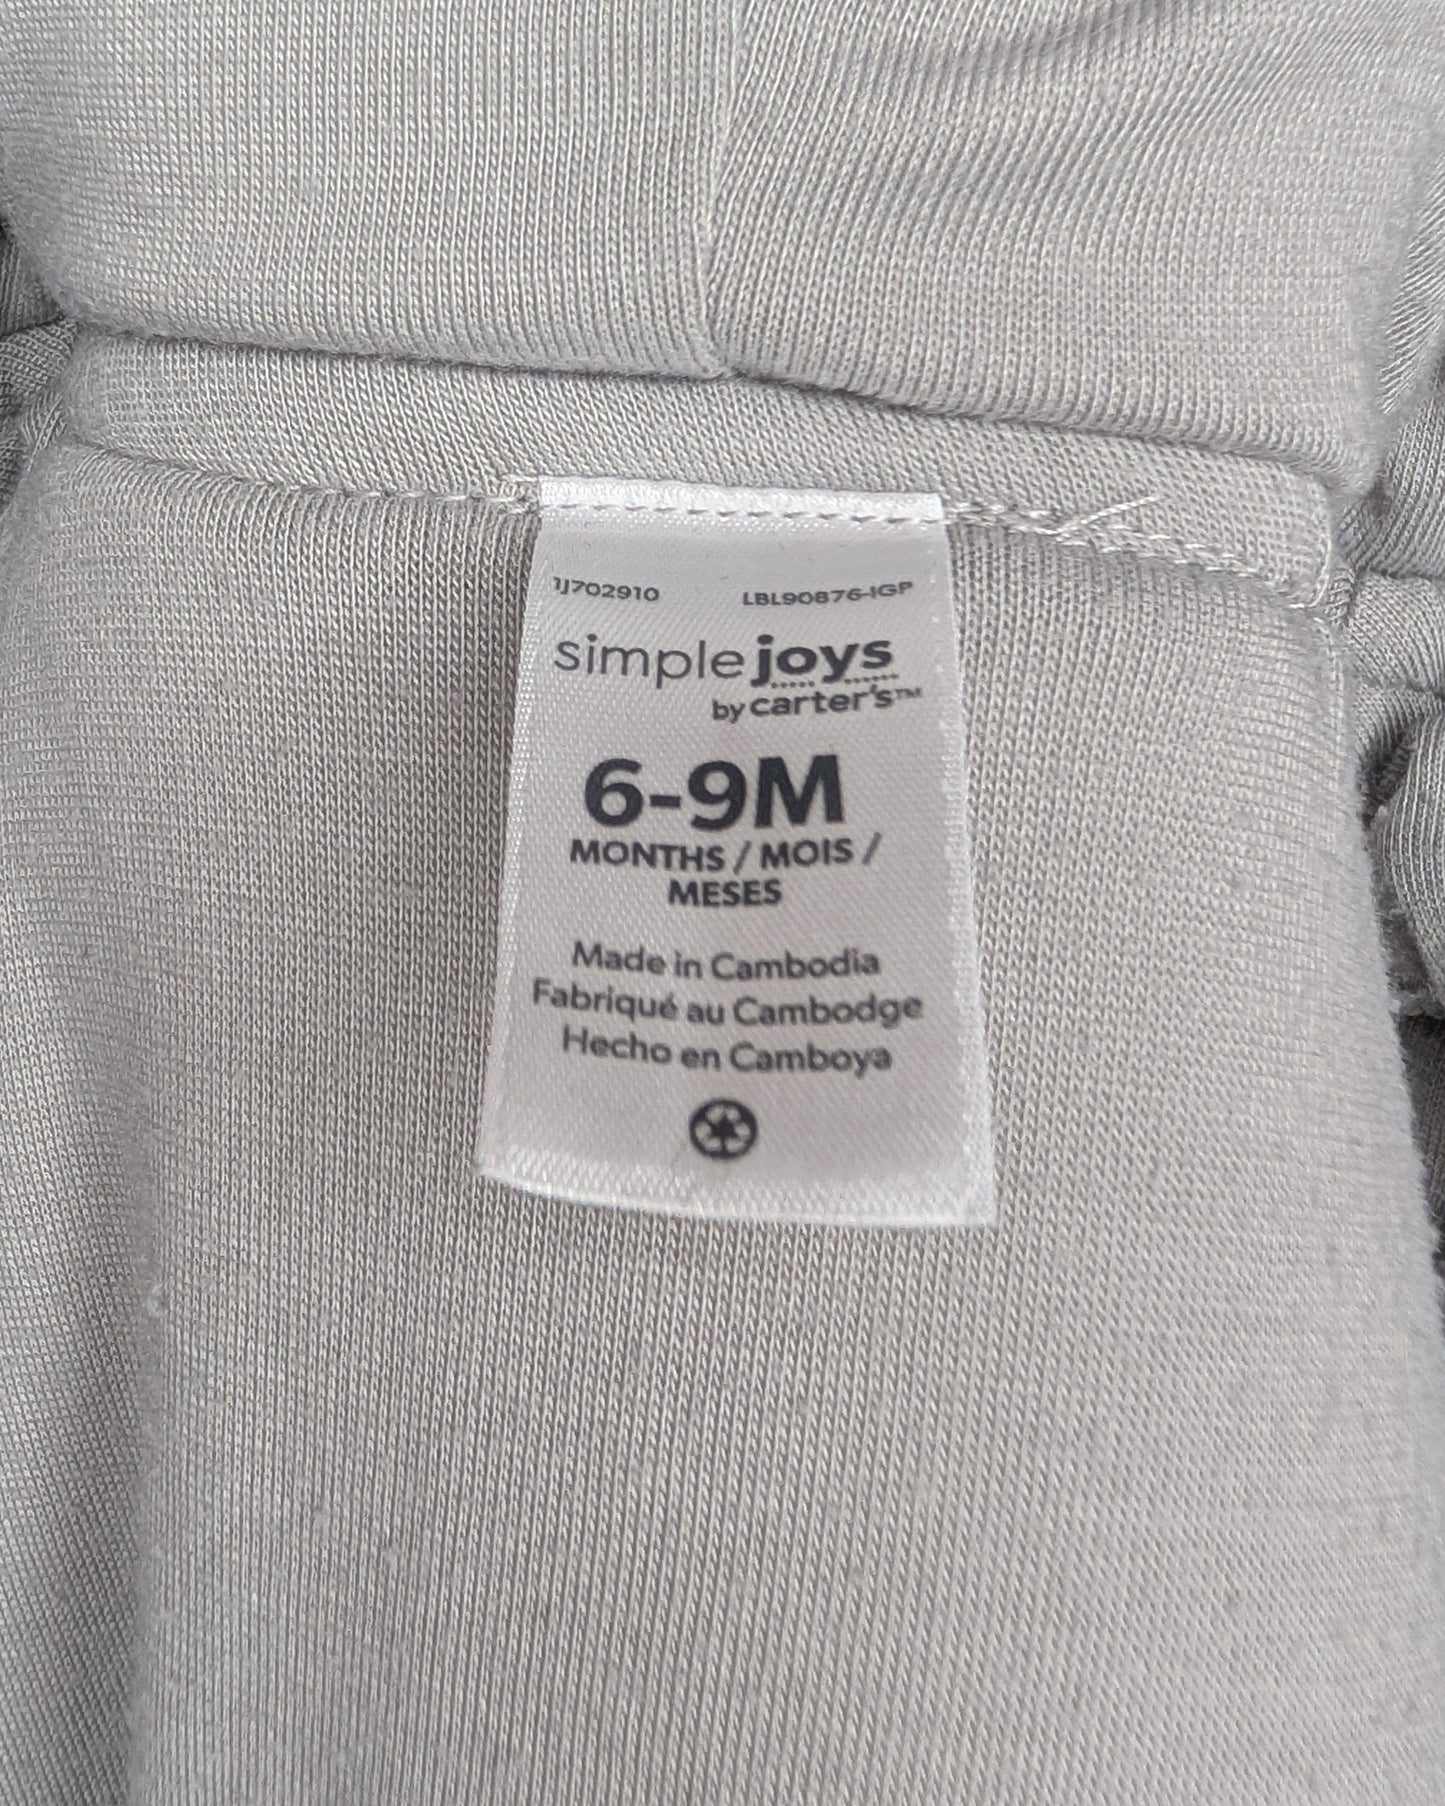 1J702910 LBL90876-IGP
simple joys
by carter's™
6-9M
MONTHS / MOIS /
MESES
Made in Cambodia
Fabriqué au Cambodge
Hecho en Camboya